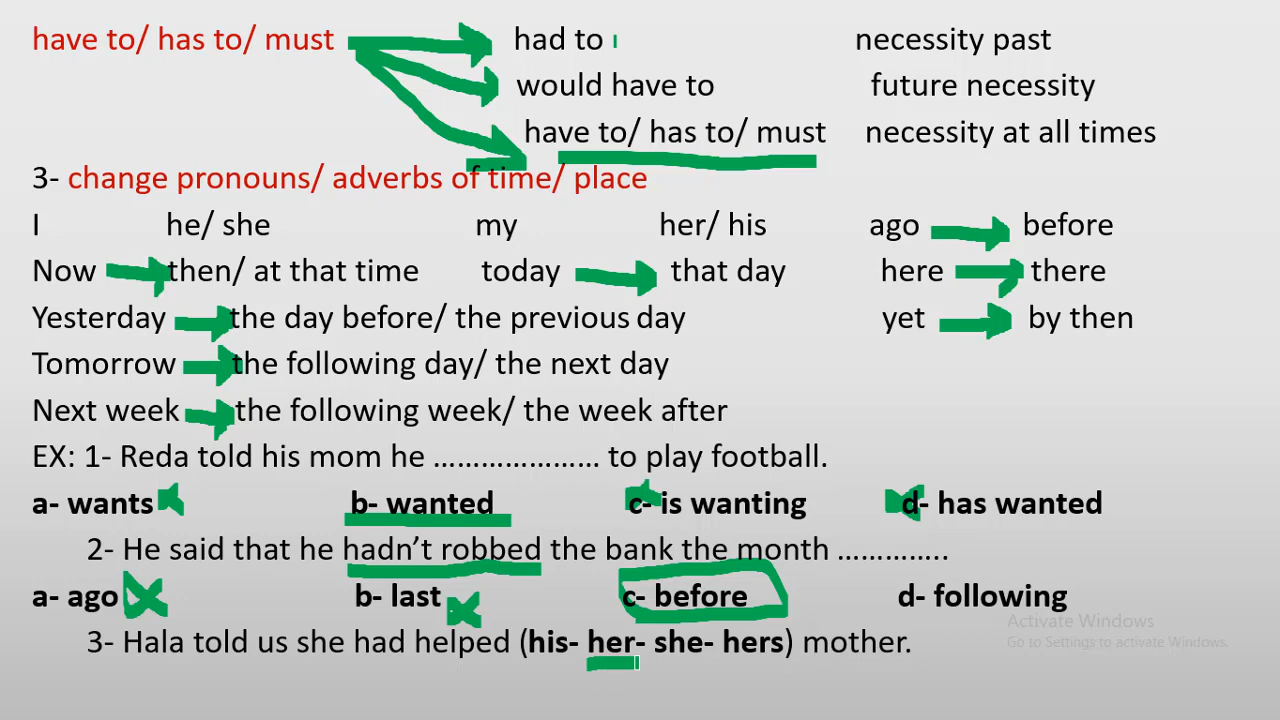 have to/ has to/ must had to necessity past
would have to future necessity
have to/ has to/ must necessity at all times
3- change pronouns/ adverbs of time/ place
I he/ she my her/ his ago before
Now then/ at that time today that day here there
Yesterday the day before/ the previous day yet by then
Tomorrow the following day/ the next day
Next week the following week/ the week after
EX: 1- Reda told his mom he ………………… to play football.
a- wants b- wanted c- is wanting d- has wanted
2- He said that he hadn’t robbed the bank the month …………..
a- ago b- last c- before d- following
Activate Windows
3- Hala told us she had helped (his- her- she- hers) mother.
Go to Settings to activate Windows.